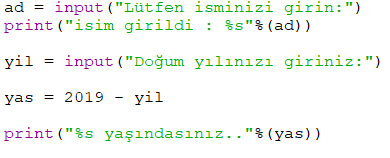 ad = input("Lütfen isminizi girin:")
print("isim girildi : %s"%(ad))
yil = input("Doğum yılınızı giriniz:")
yas = 2019 - yil
print("%s yaşındasınız.."%(yas))